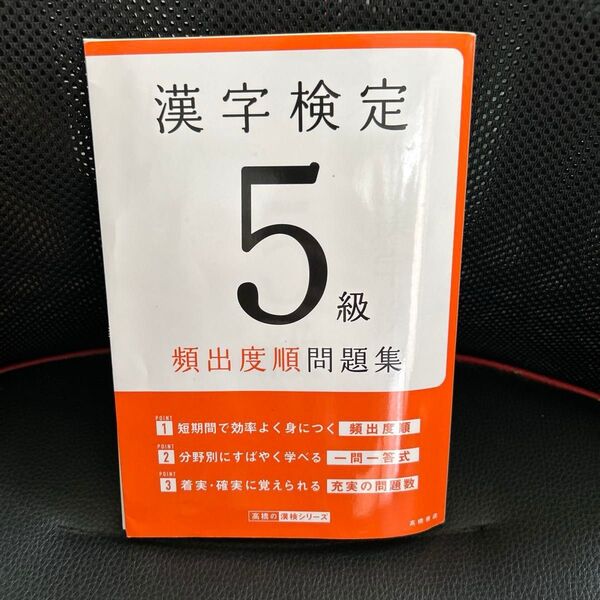 漢字検定
5級
頻出度順問題集
POINT 1 短期間で効率よく身につく 頻出度順
POINT 2 分野別にすばやく学べる 一問一答式
POINT 3 着実・確実に覚えられる 充実の問題数
高橋の漢検シリーズ
高橋書店